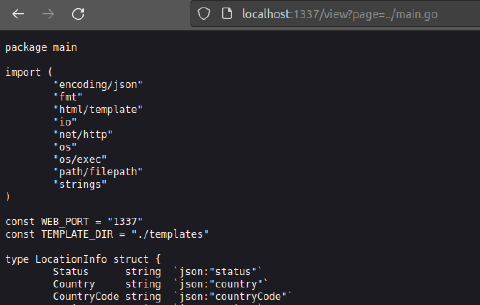 localhost:1337/view?page=../main.go
package main
import (
"encoding/json"
"fmt"
"html/template"
"io"
"net/http"
"os"
"os/exec"
"path/filepath"
"strings"
)
const WEB_PORT = "1337"
const TEMPLATE_DIR = "./templates"
type LocationInfo struct {
Status string `json:"status"`
Country string `json:"country"`
CountryCode string `json:"countryCode"`